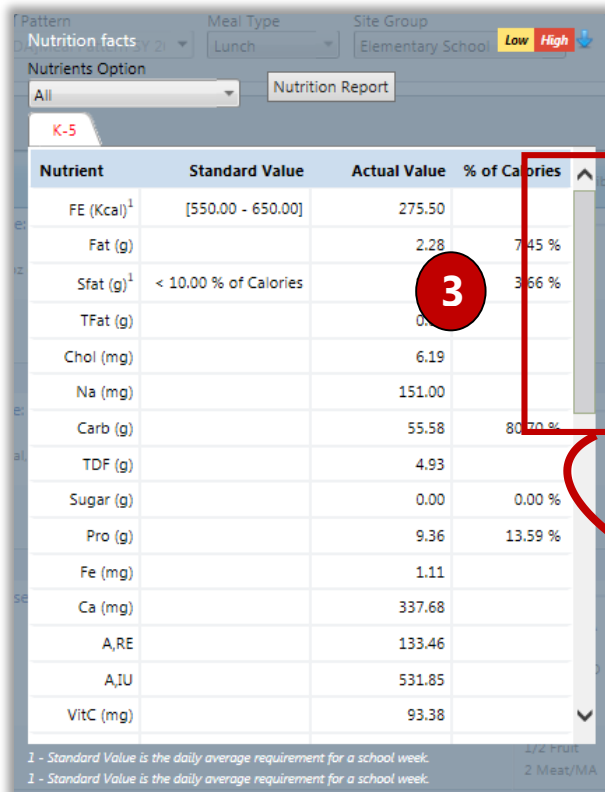 Pattern Meal Type Site Group
Nutrition facts
Lunch Elementary School Low High
Nutrients Option
All Nutrition Report
K-5
Nutrient Standard Value Actual Value % of Calories
FE (Kcal)1 [550.00 - 650.00] 275.50
Fat (g) 2.28 7.45 %
Sfat (g)1 < 10.00 % of Calories 3.66 %
3
TFat (g)
Chol (mg) 6.19
Na (mg) 151.00
Carb (g) 55.58 80.70 %
TDF (g) 4.93
Sugar (g) 0.00 0.00 %
Pro (g) 9.36 13.59 %
Fe (mg) 1.11
Ca (mg) 337.68
A,RE 133.46
A,IU 531.85
VitC (mg) 93.38
1 - Standard Value is the daily average requirement for a school week. 1/2 Fruit
1 - Standard Value is the daily average requirement for a school week. 2 Meat/MA